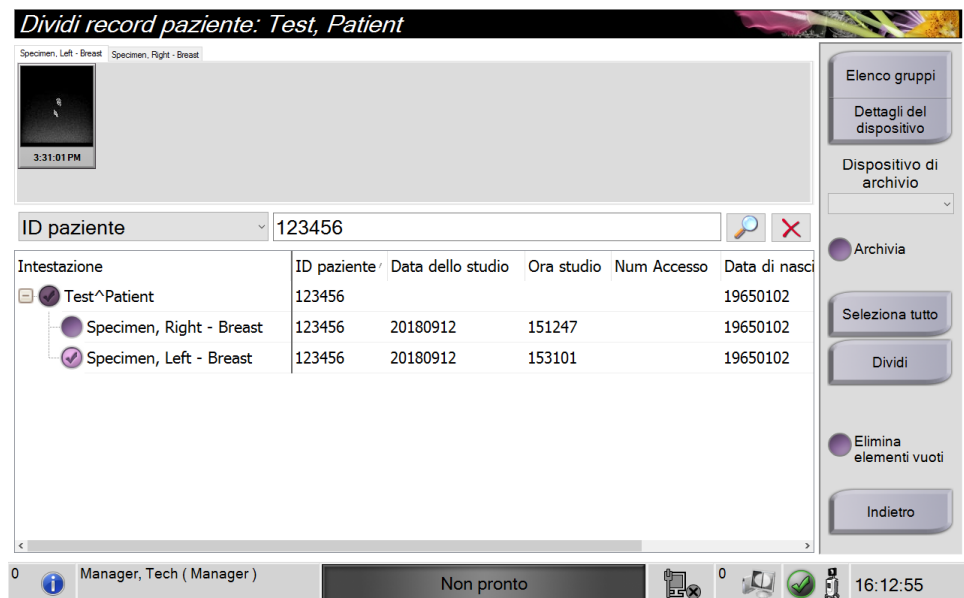 Dividi record paziente: Test, Patient
Specimen, Left - Breast Specimen, Right - Breast
3:31:01 PM
ID paziente 123456
Intestazione ID paziente Data dello studio Ora studio Num Accesso Data di nasci
Test^Patient 123456 19650102
Specimen, Right - Breast 123456 20180912 151247 19650102
Specimen, Left - Breast 123456 20180912 153101 19650102
Elenco gruppi
Dettagli del
dispositivo
Dispositivo di
archivio
Archivia
Seleziona tutto
Dividi
Elimina
elementi vuoti
Indietro
0 Manager, Tech ( Manager ) Non pronto 0 16:12:55